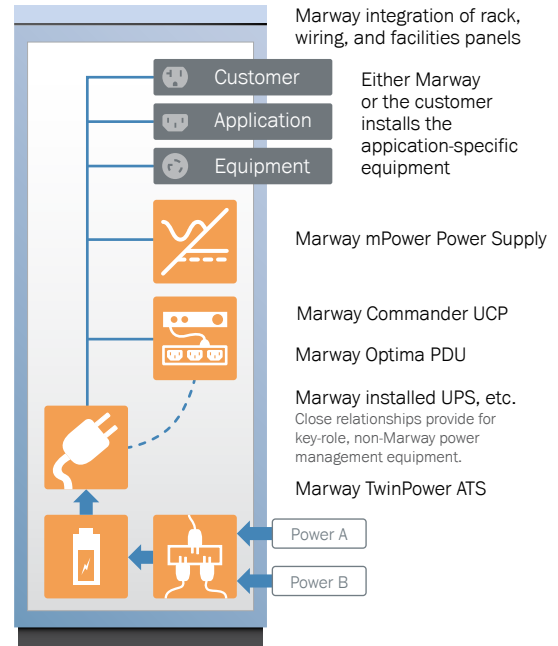 Marway integration of rack,
wiring, and facilities panels
Customer
Application
Equipment
Either Marway
or the customer
installs the
appication-specific
equipment
Marway mPower Power Supply
Marway Commander UCP
Marway Optima PDU
Marway installed UPS, etc.
Close relationships provide for
key-role, non-Marway power
management equipment.
Marway TwinPower ATS
Power A
Power B